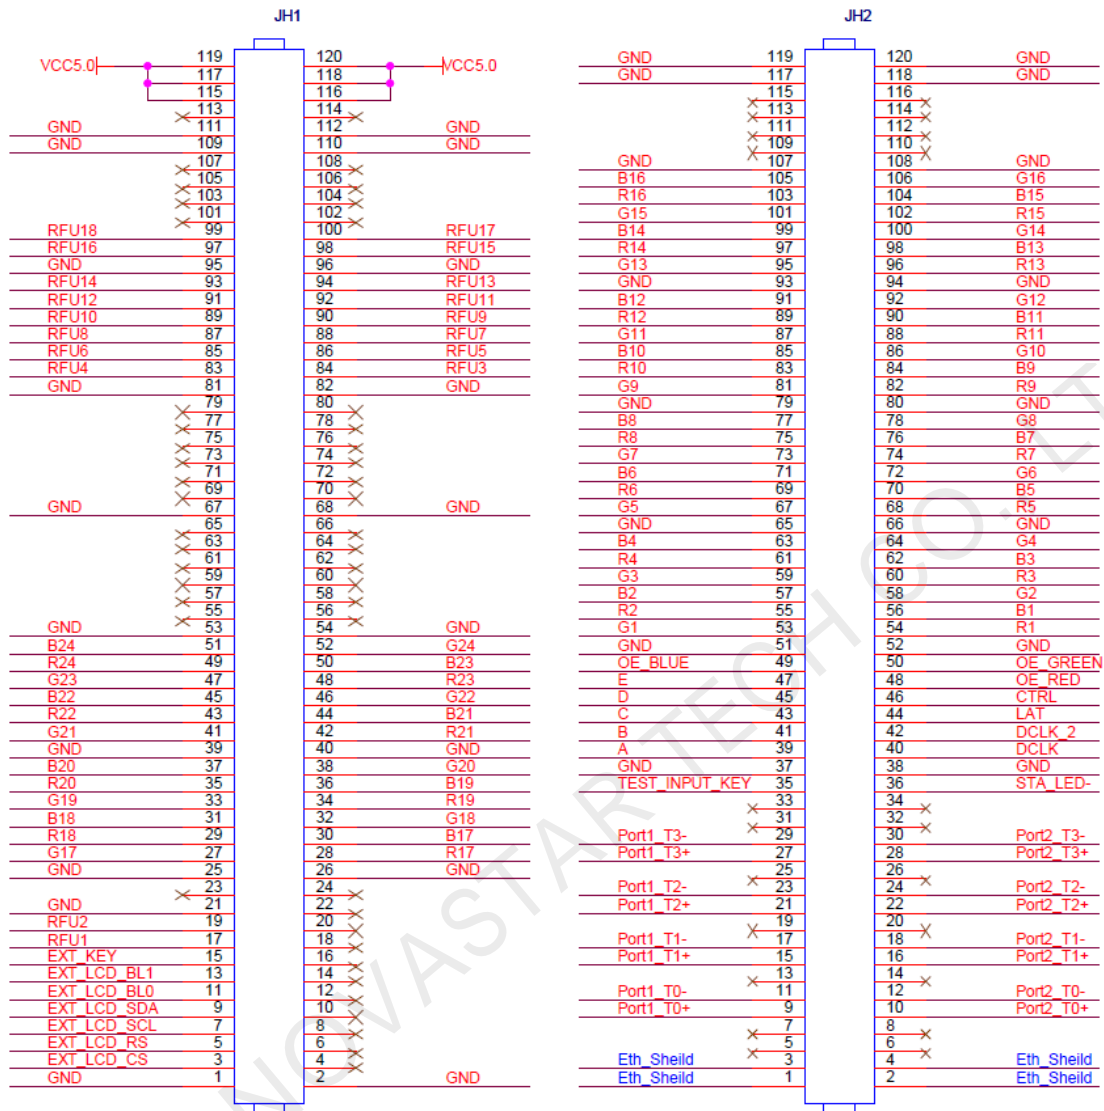 JH1
VCC5.0 119 120 VCC5.0
117 118
115 116
113 114
GND 111 112 GND
GND 109 110 GND
107 108
105 106
103 104
101 102
RFU18 99 100 RFU17
RFU16 97 98 RFU15
GND 95 96 GND
RFU14 93 94 RFU13
RFU12 91 92 RFU11
RFU10 89 90 RFU9
RFU8 87 88 RFU7
RFU6 85 86 RFU5
RFU4 83 84 RFU3
GND 81 82 GND
79 80
77 78
75 76
73 74
71 72
69 70
GND 67 68 GND
65 66
63 64
61 62
59 60
57 58
55 56
GND 53 54 GND
B24 51 52 G24
R24 49 50 B23
G23 47 48 R23
B22 45 46 G22
R22 43 44 B21
G21 41 42 R21
GND 39 40 GND
B20 37 38 G20
R20 35 36 B19
G19 33 34 R19
B18 31 32 G18
R18 29 30 B17
G17 27 28 R17
GND 25 26 GND
23 24
GND 21 22
RFU2 19 20
RFU1 17 18
EXT_KEY 15 16
EXT_LCD_BL1 13 14
EXT_LCD_BL0 11 12
EXT_LCD_SDA 9 10
EXT_LCD_SCL 7 8
EXT_LCD_RS 5 6
EXT_LCD_CS 3 4
GND 1 2 GND
JH2
GND 119 120 GND
GND 117 118 GND
115 116
113 114
111 112
109 110
GND 107 108 GND
B16 105 106 G16
R16 103 104 B15
G15 101 102 R15
B14 99 100 G14
R14 97 98 B13
G13 95 96 R13
GND 93 94 GND
B12 91 92 G12
R12 89 90 B11
G11 87 88 R11
B10 85 86 G10
R10 83 84 B9
G9 81 82 R9
GND 79 80 GND
B8 77 78 G8
R8 75 76 B7
G7 73 74 R7
B6 71 72 G6
R6 69 70 B5
G5 67 68 R5
GND 65 66 GND
B4 63 64 G4
R4 61 62 B3
G3 59 60 R3
B2 57 58 G2
R2 55 56 B1
G1 53 54 R1
GND 51 52 GND
OE_BLUE 49 50 OE_GREEN
E 47 48 OE_RED
D 45 46 CTRL
C 43 44 LAT
B 41 42 DCLK_2
A 39 40 DCLK
GND 37 38 GND
TEST_INPUT_KEY 35 36 STA_LED-
33 34
31 32
Port1_T3- 29 30 Port2_T3-
Port1_T3+ 27 28 Port2_T3+
25 26
Port1_T2- 23 24 Port2_T2-
Port1_T2+ 21 22 Port2_T2+
19 20
Port1_T1- 17 18 Port2_T1-
Port1_T1+ 15 16 Port2_T1+
13 14
Port1_T0- 11 12 Port2_T0-
Port1_T0+ 9 10 Port2_T0+
7 8
5 6
Eth_Sheild 3 4 Eth_Sheild
Eth_Sheild 1 2 Eth_Sheild
NOVASTAR TECH CO. LT